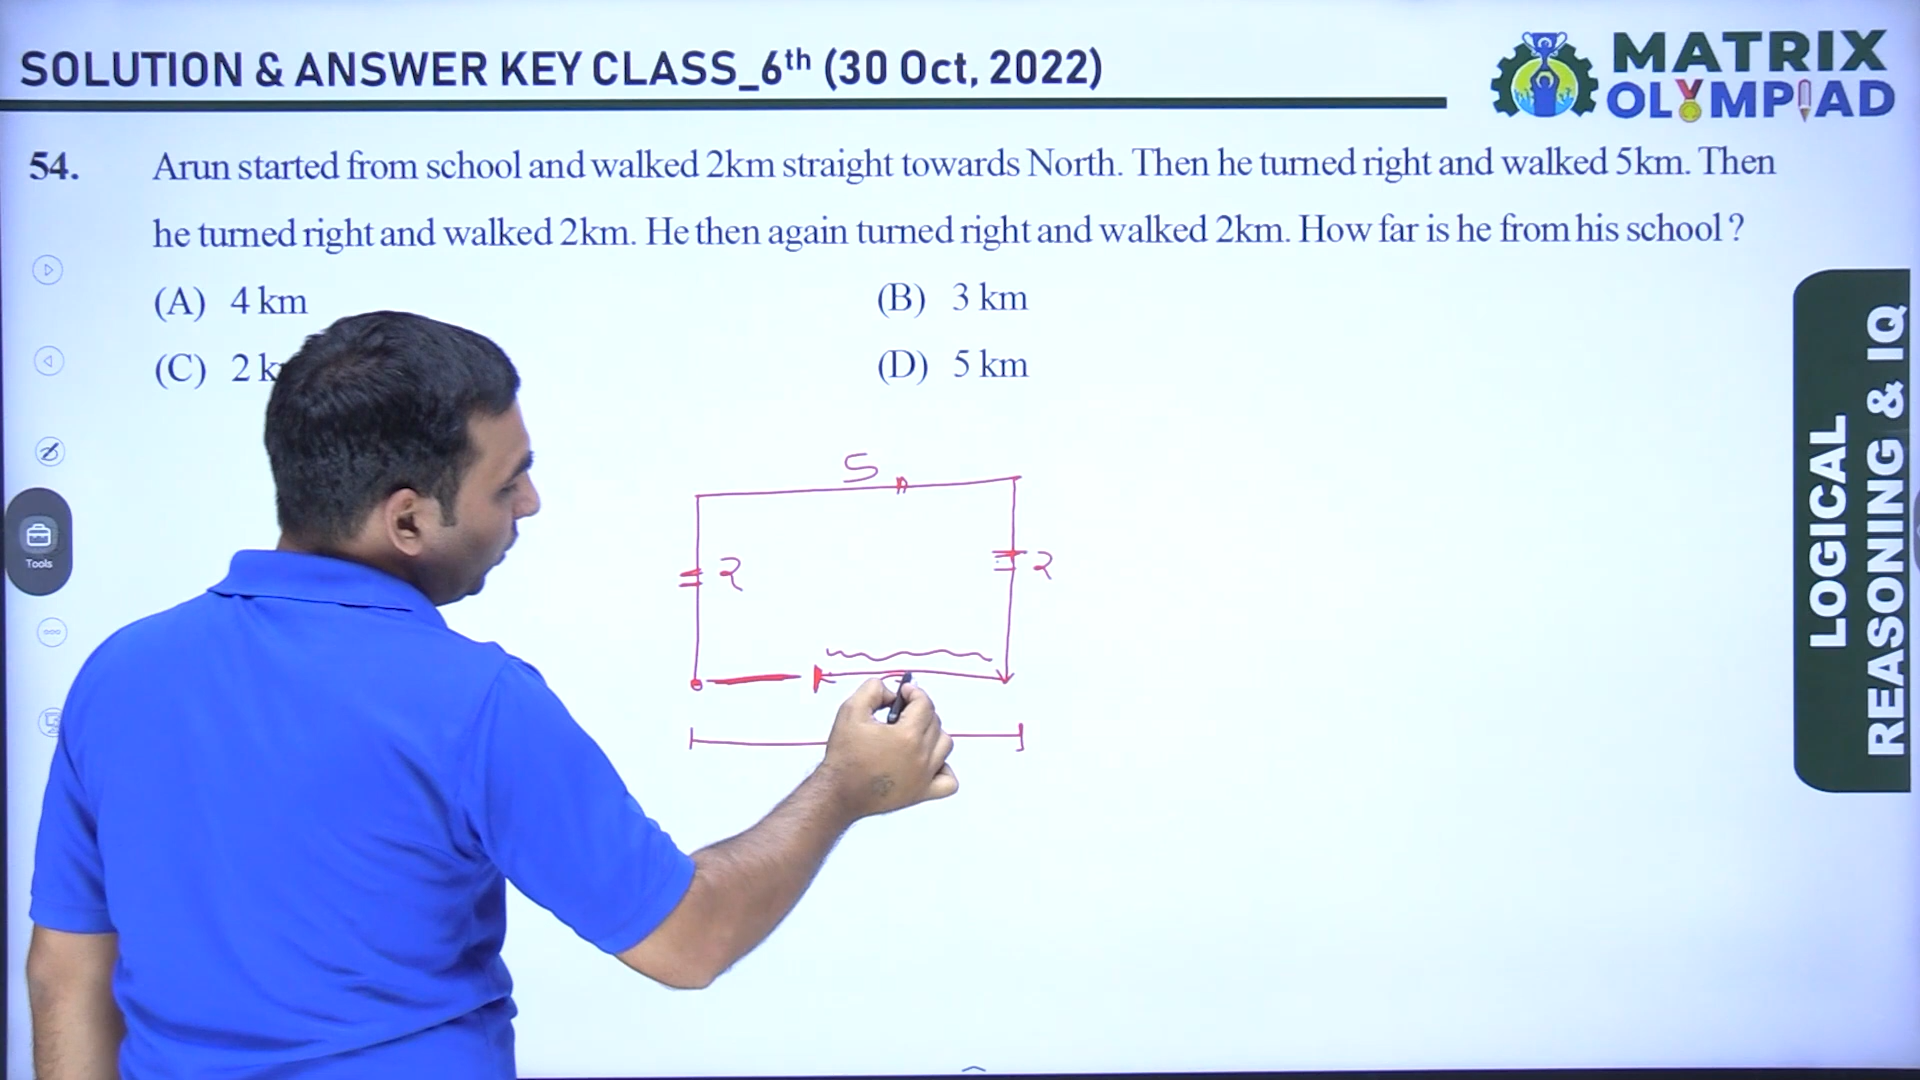 SOLUTION & ANSWER KEY CLASS_6th (30 Oct, 2022)
MATRIX
OLYMPIAD
54. Arun started from school and walked 2km straight towards North. Then he turned right and walked 5km. Then
he turned right and walked 2km. He then again turned right and walked 2km. How far is he from his school ?
(A) 4 km
(B) 3 km
(C) 2
(D) 5 km
5
2
2
Tools
LOGICAL
REASONING & IQ